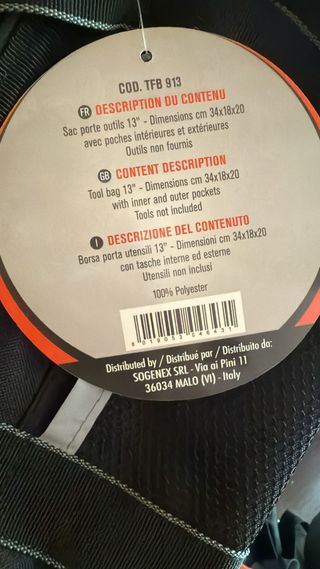 COD. TFB 913
FR DESCRIPTION DU CONTENU
Sac porte outils 13" - Dimensions cm 34x18x20
avec poches intérieures et extérieures
Outils non fournis
GB CONTENT DESCRIPTION
Tool bag 13" - Dimensions cm 34x18x20
with inner and outer pockets
Tools not included
I DESCRIZIONE DEL CONTENUTO
Borsa porta utensili 13" - Dimensioni cm 34x18x20
con tasche interne ed esterne
Utensili non inclusi
100% Polyester
8019053040431
Distributed by / Distribué par / Distribuito da:
SOGENEX SRL - Via ai Pini 11
36034 MALO (VI) - Italy